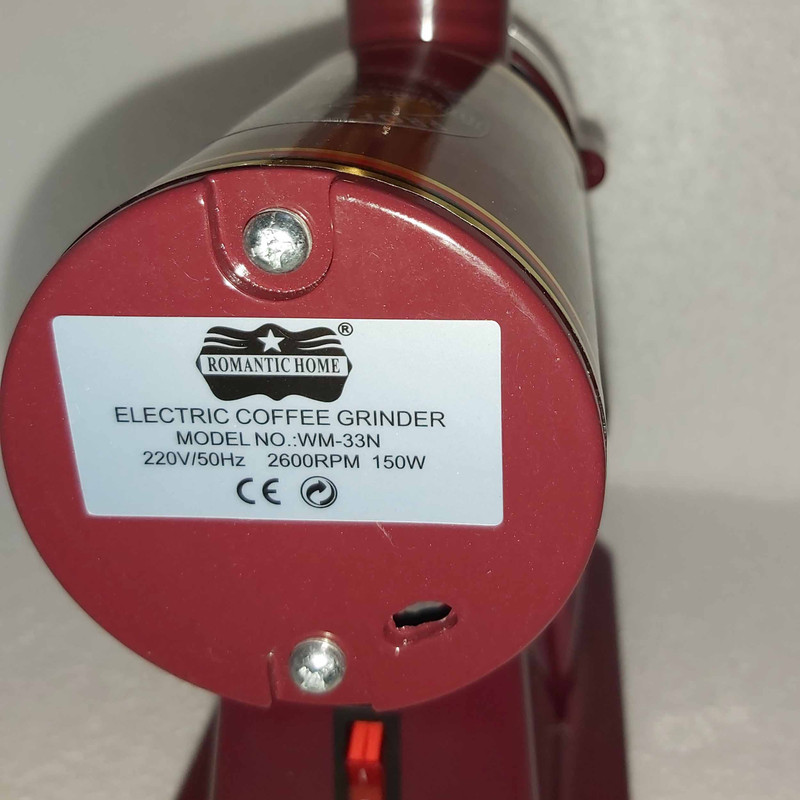 ®
ROMANTIC HOME
ELECTRIC COFFEE GRINDER
MODEL NO.:WM-33N
220V/50Hz 2600RPM 150W
CE